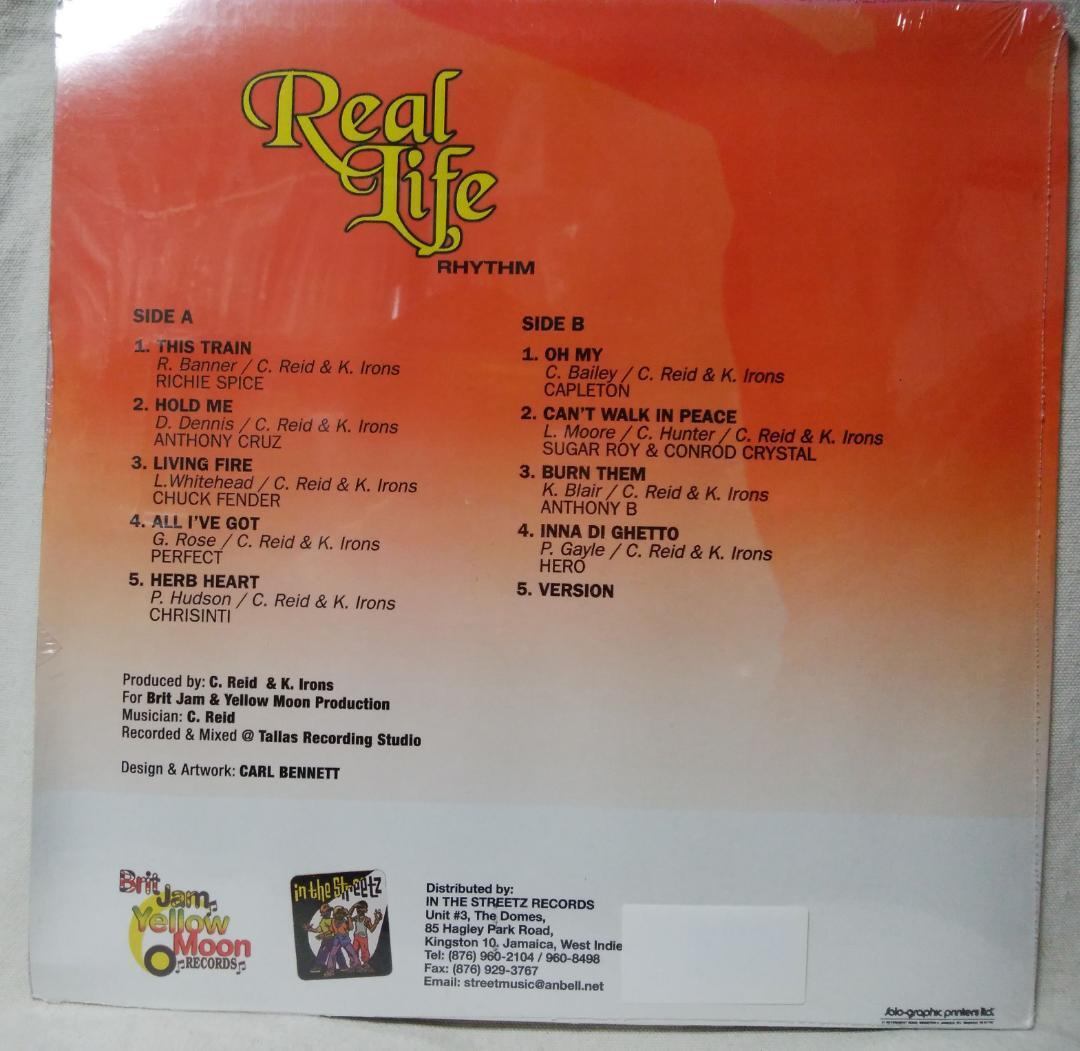 Real
Life
RHYTHM
SIDE A
1. THIS TRAIN
R. Banner / C. Reid & K. Irons
RICHIE SPICE
2. HOLD ME
D. Dennis / C. Reid & K. Irons
ANTHONY CRUZ
3. LIVING FIRE
L.Whitehead / C. Reid & K. Irons
CHUCK FENDER
4. ALL I'VE GOT
G. Rose / C. Reid & K. Irons
PERFECT
5. HERB HEART
P. Hudson / C. Reid & K. Irons
CHRISINTI
SIDE B
1. OH MY
C. Bailey / C. Reid & K. Irons
CAPLETON
2. CAN'T WALK IN PEACE
L. Moore / C. Hunter / C. Reid & K. Irons
SUGAR ROY & CONROD CRYSTAL
3. BURN THEM
K. Blair / C. Reid & K. Irons
ANTHONY B
4. INNA DI GHETTO
P. Gayle / C. Reid & K. Irons
HERO
5. VERSION
Produced by: C. Reid & K. Irons
For Brit Jam & Yellow Moon Production
Musician: C. Reid
Recorded & Mixed @ Tallas Recording Studio
Design & Artwork: CARL BENNETT
Brit
Jam
Yellow
Moon
RECORDS
in the Streetz
Distributed by:
IN THE STREETZ RECORDS
Unit #3, The Domes,
85 Hagley Park Road,
Kingston 10, Jamaica, West Indie
Tel: (876) 960-2104 / 960-8498
Fax: (876) 929-3767
Email: streetmusic@anbell.net
solo-graphic printers ltd.